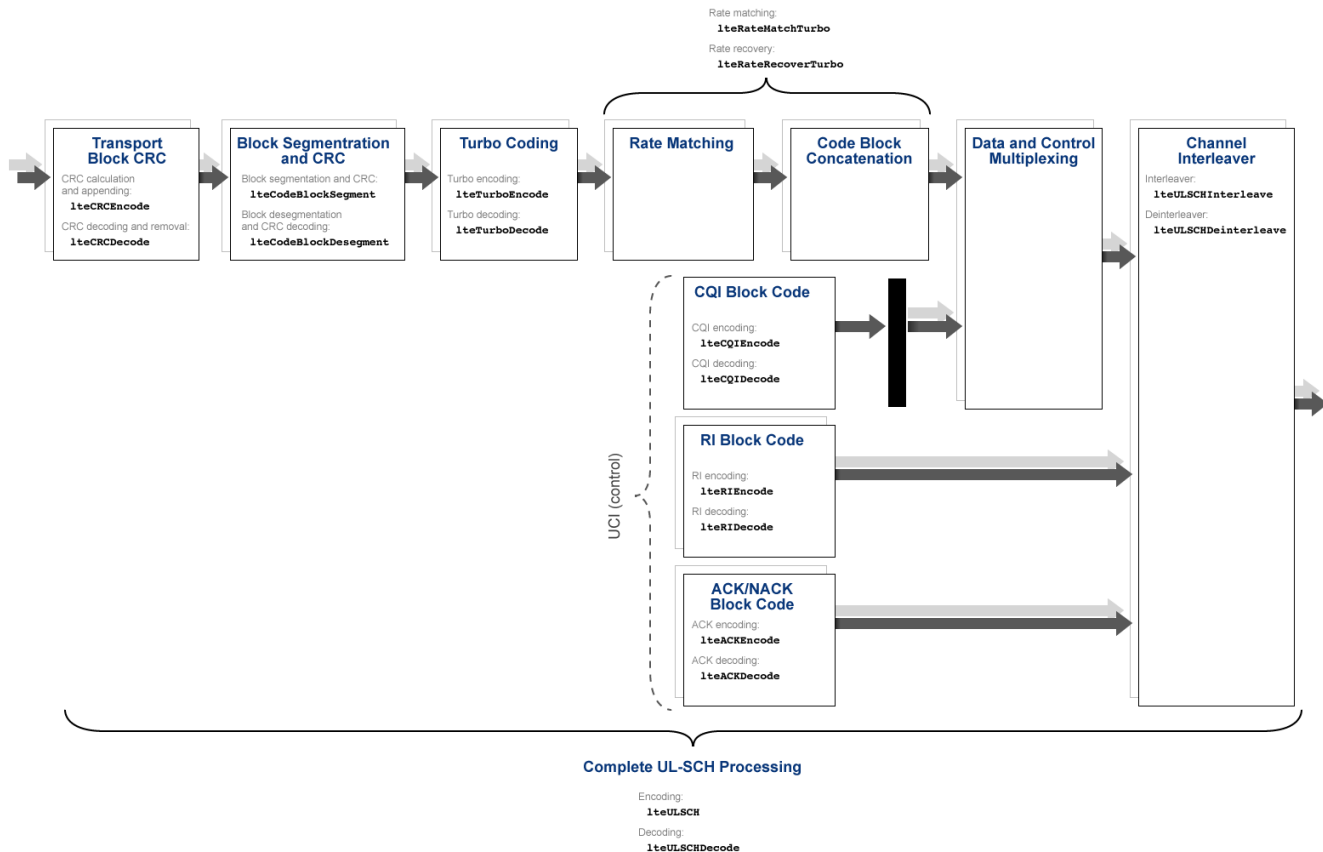 Rate matching:
lteRateMatchTurbo
Rate recovery:
lteRateRecoverTurbo
Transport
Block CRC
CRC calculation
and appending:
lteCRCEncode
CRC decoding and removal:
lteCRCDecode
Block Segmentration
and CRC
Block segmentation and CRC:
lteCodeBlockSegment
Block desegmentation
and CRC decoding:
lteCodeBlockDesegment
Turbo Coding
Turbo encoding:
lteTurboEncode
Turbo decoding:
lteTurboDecode
Rate Matching
Code Block
Concatenation
Data and Control
Multiplexing
Channel
Interleaver
Interleaver:
lteULSCHInterleave
Deinterleaver:
lteULSCHDeinterleave
UCI (control)
CQI Block Code
CQI encoding:
lteCQIEncode
CQI decoding:
lteCQIDecode
RI Block Code
RI encoding:
lteRIEncode
RI decoding:
lteRIDecode
ACK/NACK
Block Code
ACK encoding:
lteACKEncode
ACK decoding:
lteACKDecode
Complete UL-SCH Processing
Encoding:
lteULSCH
Decoding:
lteULSCHDecode